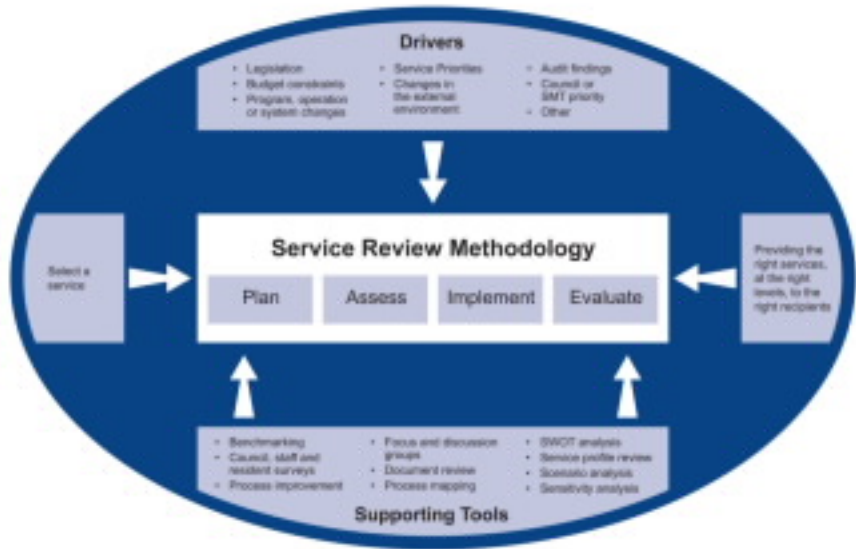 Drivers
• Legislation
• Budget constraints
• Program, operation
or system changes
• Service Priorities
• Changes in
the external
environment
• Audit findings
• Council or
SMT priority
• Other
Select a
service
Service Review Methodology
Plan
Assess
Implement
Evaluate
Providing the
right services,
at the right
levels, to the
right recipients
• Benchmarking
• Council, staff and
resident surveys
• Process improvement
• Focus and discussion
groups
• Document review
• Process mapping
• SWOT analysis
• Service profile review
• Scenario analysis
• Sensitivity analysis
Supporting Tools